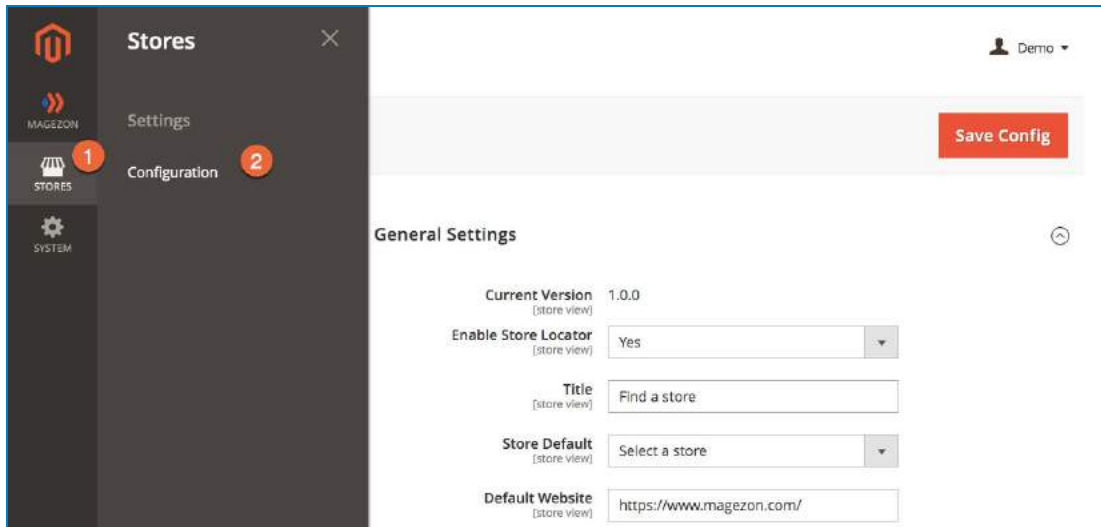 Stores
Demo
MAGEZON
Settings
Save Config
1
Configuration
2
STORES
SYSTEM
General Settings
Current Version 1.0.0
[store view]
Enable Store Locator Yes
[store view]
Title Find a store
[store view]
Store Default Select a store
[store view]
Default Website https://www.magezon.com/
[store view]